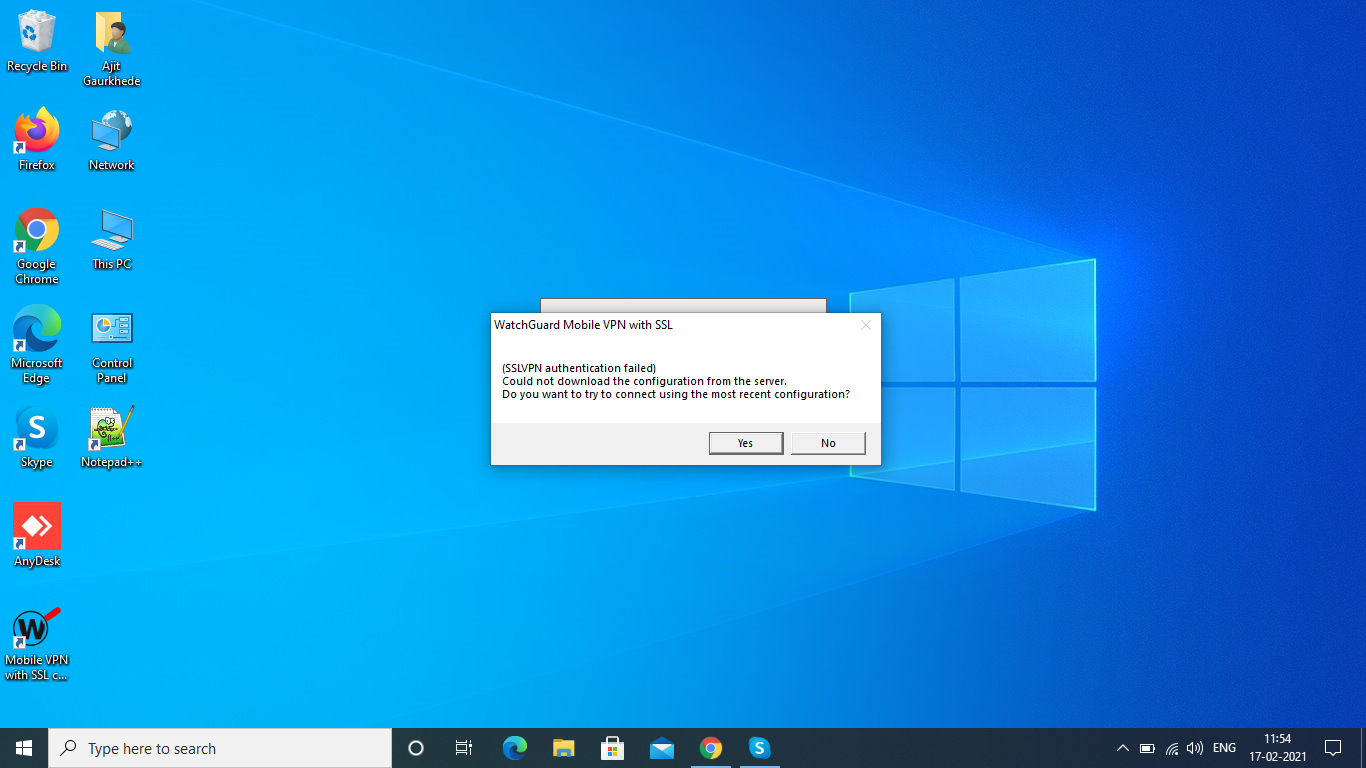 Recycle Bin
Ajit
Gaurkhede
Firefox
Network
Google
Chrome
This PC
Microsoft
Edge
Control
Panel
Skype
Notepad++
AnyDesk
Mobile VPN
with SSL c...
WatchGuard Mobile VPN with SSL
(SSLVPN authentication failed)
Could not download the configuration from the server.
Do you want to try to connect using the most recent configuration?
Yes
No
Type here to search
ENG
11:54
17-02-2021